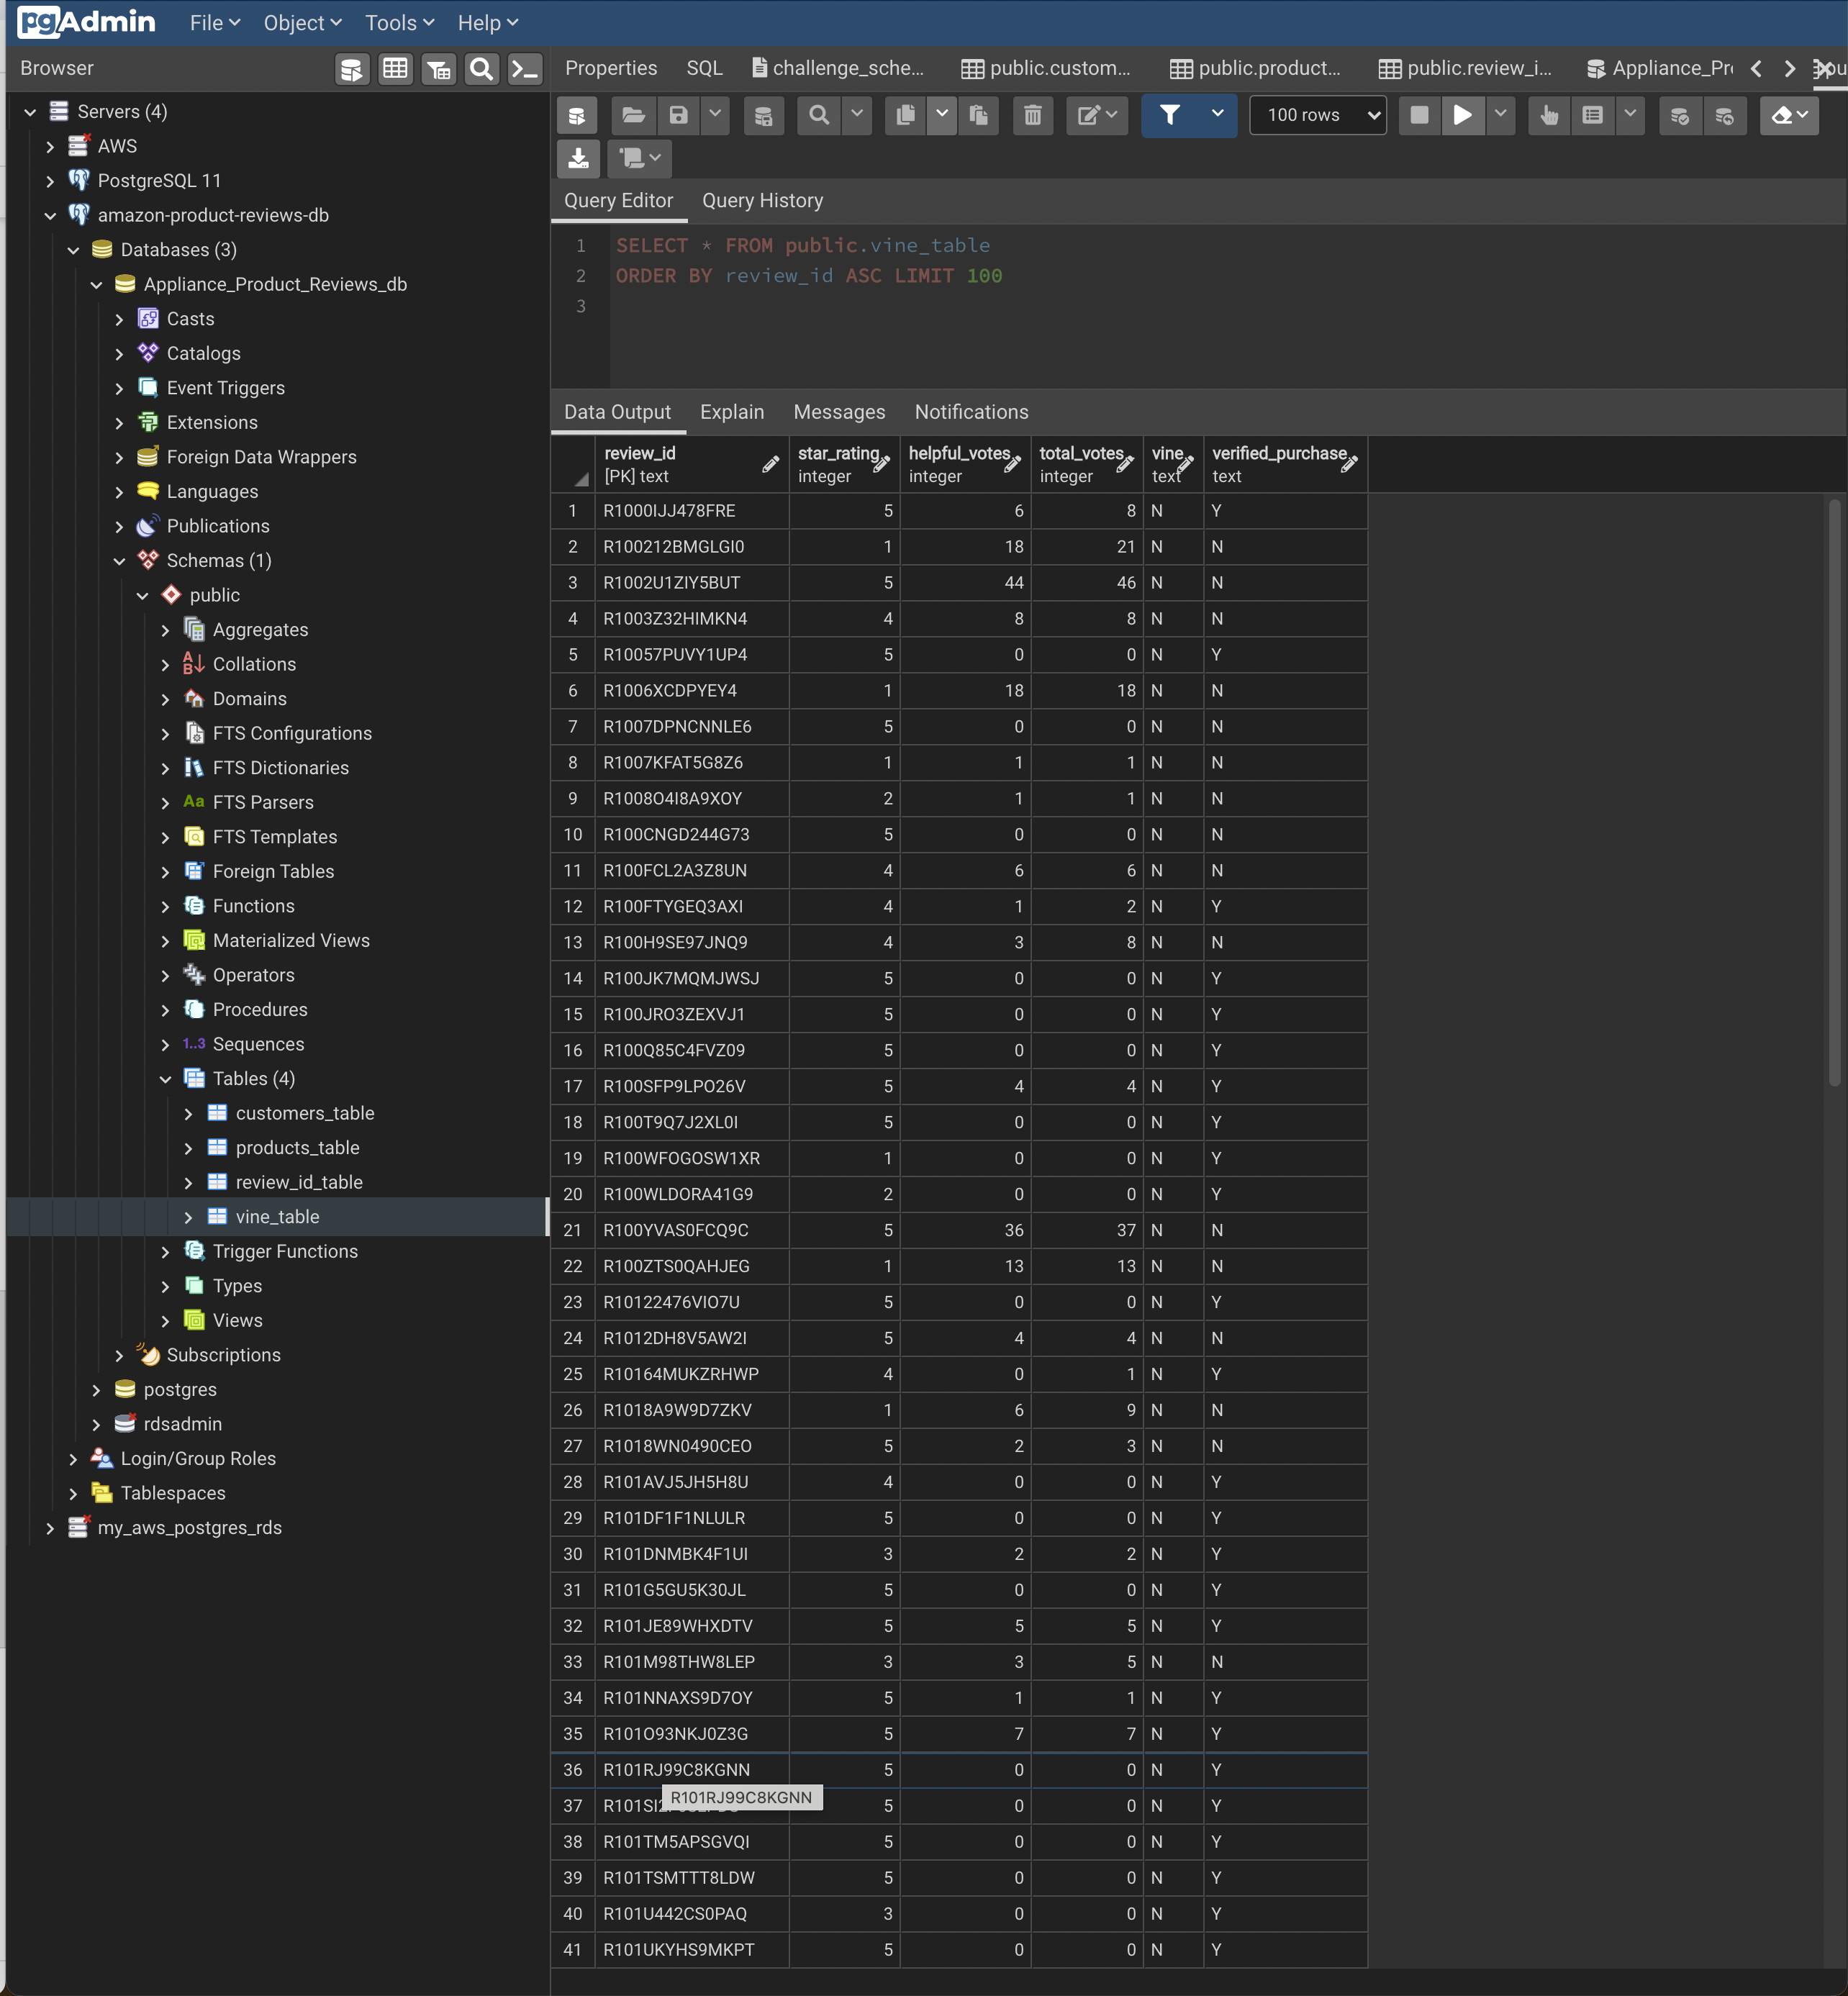 pgAdmin File Object Tools Help
Browser
Servers (4)
AWS
PostgreSQL 11
amazon-product-reviews-db
Databases (3)
Appliance_Product_Reviews_db
Casts
Catalogs
Event Triggers
Extensions
Foreign Data Wrappers
Languages
Publications
Schemas (1)
public
Aggregates
Collations
Domains
FTS Configurations
FTS Dictionaries
Aa FTS Parsers
FTS Templates
Foreign Tables
Functions
Materialized Views
Operators
Procedures
1..3 Sequences
Tables (4)
customers_table
products_table
review_id_table
vine_table
Trigger Functions
Types
Views
Subscriptions
postgres
rdsadmin
Login/Group Roles
Tablespaces
my_aws_postgres_rds
Properties SQL challenge_sche... public.custom... public.product... public.review_i... Appliance_Pr
100 rows
Query Editor Query History
1 SELECT * FROM public.vine_table
2 ORDER BY review_id ASC LIMIT 100
3
Data Output Explain Messages Notifications
review_id star_rating helpful_votes total_votes vine verified_purchase
[PK] text integer integer integer text text
1 R1000IJJ478FRE 5 6 8 N Y
2 R100212BMGLGI0 1 18 21 N N
3 R1002U1ZIY5BUT 5 44 46 N N
4 R1003Z32HIMKN4 4 8 8 N N
5 R10057PUVY1UP4 5 0 0 N Y
6 R1006XCDPYEY4 1 18 18 N N
7 R1007DPNCNNLE6 5 0 0 N N
8 R1007KFAT5G8Z6 1 1 1 N N
9 R1008O4I8A9XOY 2 1 1 N N
10 R100CNGD244G73 5 0 0 N N
11 R100FCL2A3Z8UN 4 6 6 N N
12 R100FTYGEQ3AXI 4 1 2 N Y
13 R100H9SE97JNQ9 4 3 8 N N
14 R100JK7MQMJWSJ 5 0 0 N Y
15 R100JRO3ZEXVJ1 5 0 0 N Y
16 R100Q85C4FVZ09 5 0 0 N Y
17 R100SFP9LPO26V 5 4 4 N Y
18 R100T9Q7J2XL0I 5 0 0 N Y
19 R100WFOGOSW1XR 1 0 0 N Y
20 R100WLDORA41G9 2 0 0 N Y
21 R100YVAS0FCQ9C 5 36 37 N N
22 R100ZTS0QAHJEG 1 13 13 N N
23 R10122476VIO7U 5 0 0 N Y
24 R1012DH8V5AW2I 5 4 4 N N
25 R10164MUKZRHWP 4 0 1 N Y
26 R1018A9W9D7ZKV 1 6 9 N N
27 R1018WN0490CEO 5 2 3 N N
28 R101AVJ5JH5H8U 4 0 0 N Y
29 R101DF1F1NLULR 5 0 0 N Y
30 R101DNMBK4F1UI 3 2 2 N Y
31 R101G5GU5K30JL 5 0 0 N Y
32 R101JE89WHXDTV 5 5 5 N Y
33 R101M98THW8LEP 3 3 5 N N
34 R101NNAXS9D7OY 5 1 1 N Y
35 R101O93NKJ0Z3G 5 7 7 N Y
36 R101RJ99C8KGNN 5 0 0 N Y
R101RJ99C8KGNN
37 5 0 0 N Y
38 R101TM5APSGVQI 5 0 0 N Y
39 R101TSMTTT8LDW 5 0 0 N Y
40 R101U442CS0PAQ 3 0 0 N Y
41 R101UKYHS9MKPT 5 0 0 N Y